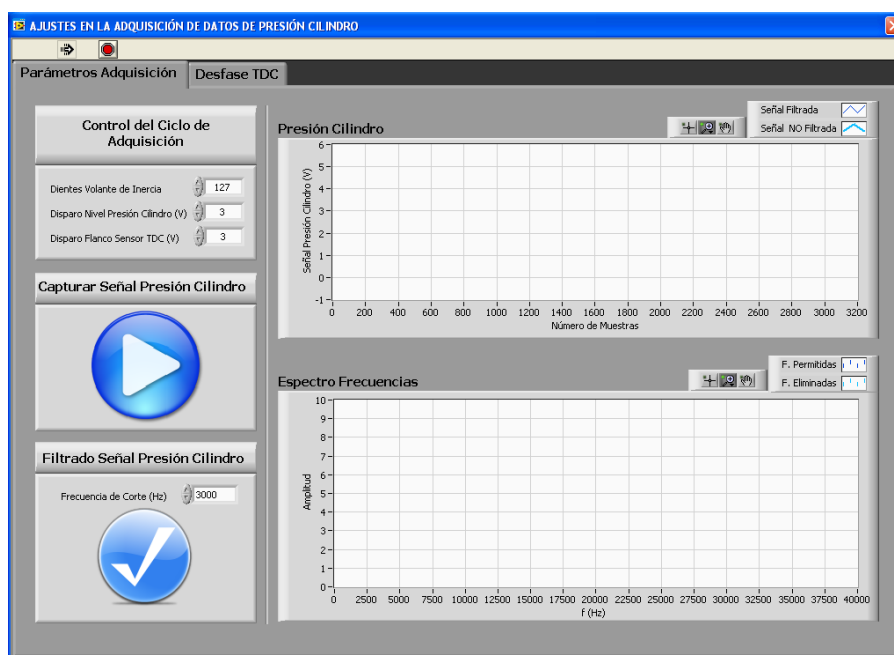 AJUSTES EN LA ADQUISICIÓN DE DATOS DE PRESIÓN CILINDRO
Parámetros Adquisición
Desfase TDC
Control del Ciclo de
Adquisición
Dientes Volante de Inercia 127
Disparo Nivel Presión Cilindro (V) 3
Disparo Flanco Sensor TDC (V) 3
Capturar Señal Presión Cilindro
Filtrado Señal Presión Cilindro
Frecuencia de Corte (Hz) 3000
Presión Cilindro
Señal Filtrada
Señal NO Filtrada
Señal Presión Cilindro (V)
6
5
4
3
2
1
0
-1
0 200 400 600 800 1000 1200 1400 1600 1800 2000 2200 2400 2600 2800 3000 3200
Número de Muestras
Espectro Frecuencias
F. Permitidas
F. Eliminadas
Amplitud
10
9
8
7
6
5
4
3
2
1
0
0 2500 5000 7500 10000 12500 15000 17500 20000 22500 25000 27500 30000 32500 35000 37500 40000
f (Hz)